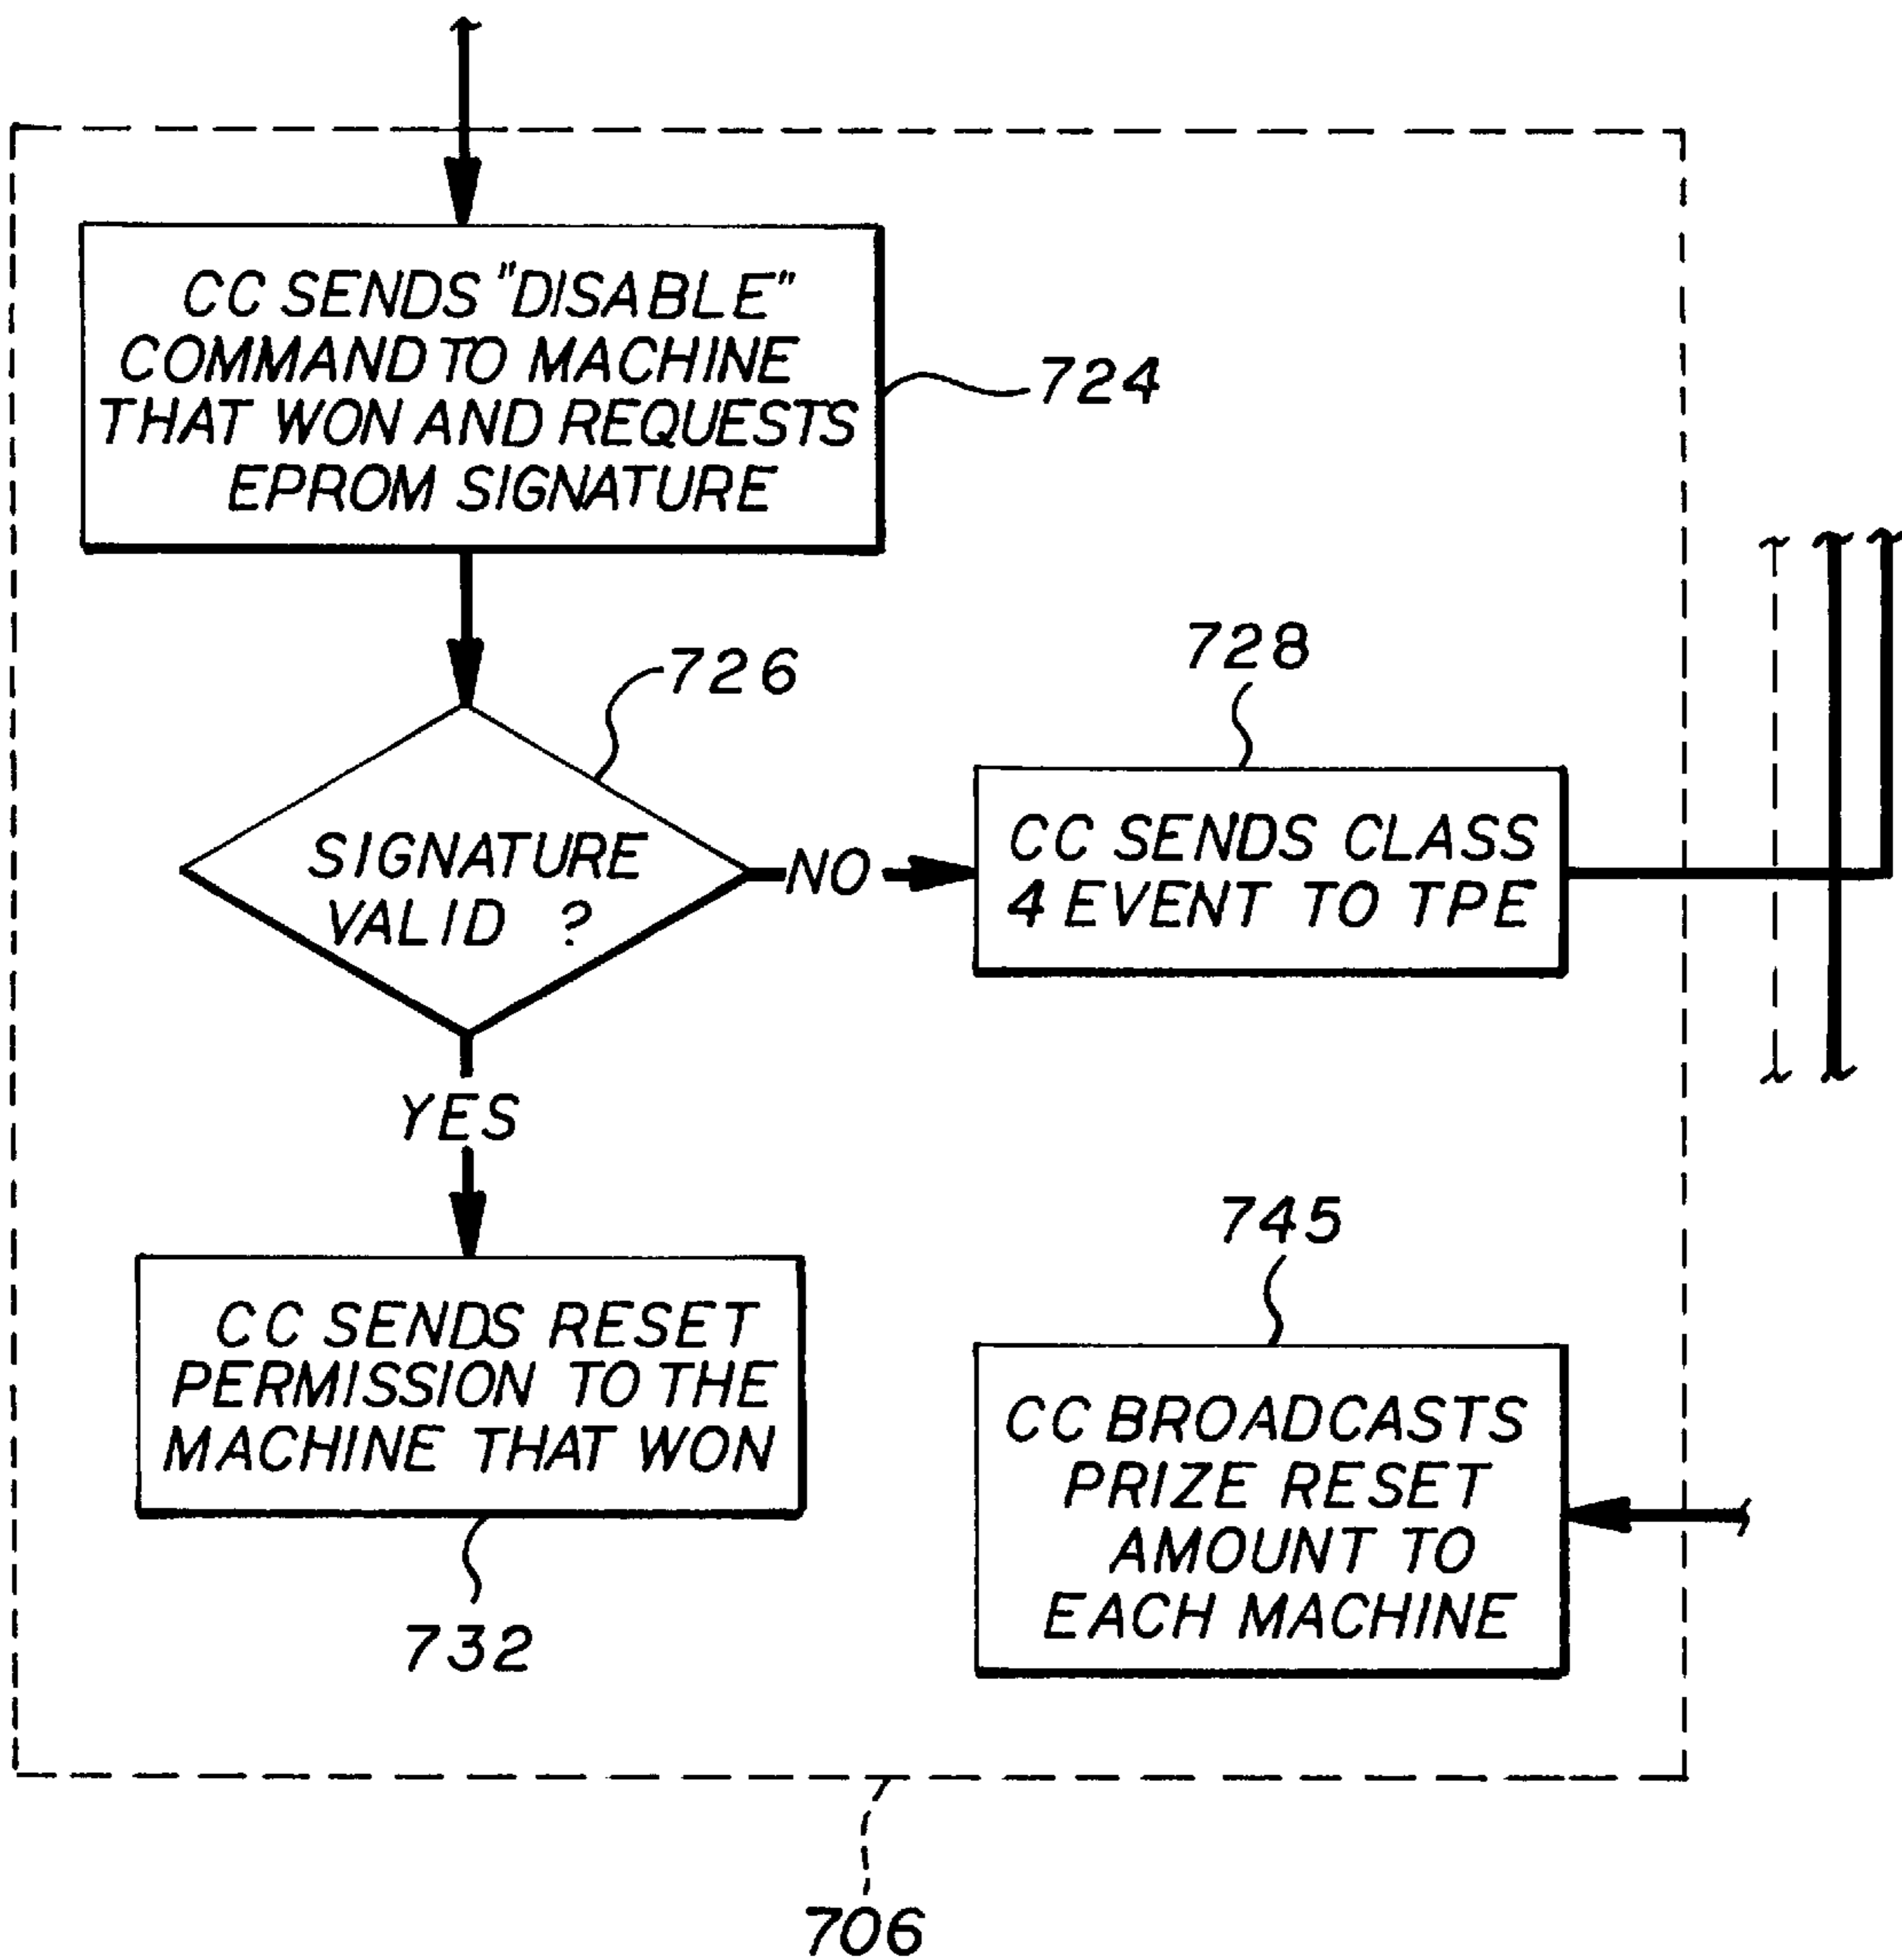 CC SENDS "DISABLE"
COMMAND TO MACHINE
THAT WON AND REQUESTS
EPROM SIGNATURE
724
726
SIGNATURE
VALID ?
NO
728
CC SENDS CLASS
4 EVENT TO TPE
YES
CC SENDS RESET
PERMISSION TO THE
MACHINE THAT WON
732
745
CC BROADCASTS
PRIZE RESET
AMOUNT TO
EACH MACHINE
706